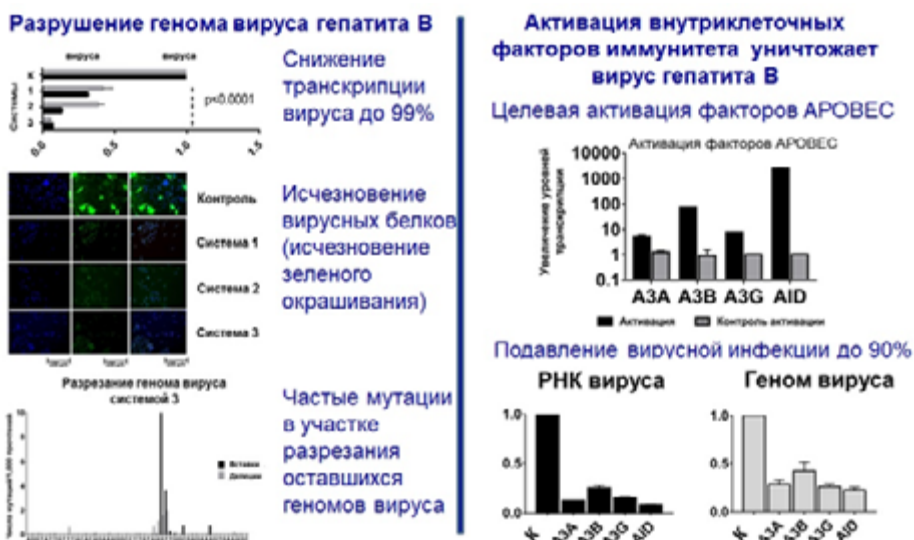 Разрушение генома вируса гепатита В
вируса вируса
Системы
К
1
2
3
p<0.0001
0.0 0.5 1.0 1.5
Снижение
транскрипции
вируса до 99%
Контроль
Система 1
Система 2
Система 3
Исчезновение
вирусных белков
(исчезновение
зеленого
окрашивания)
Разрезание генома вируса
системой 3
Вставки
Делеции
Частые мутации
в участке
разрезания
оставшихся
геномов вируса
Активация внутриклеточных
факторов иммунитета уничтожает
вирус гепатита В
Целевая активация факторов APOBEC
Активация факторов APOBEC
Увеличение уровней
транскрипции
10000
1000
100
10
1
0.1
A3A A3B A3G AID
Активация Контроль активации
Подавление вирусной инфекции до 90%
РНК вируса
1.0
0.5
0.0
К A3A A3B A3G AID
Геном вируса
1.0
0.5
0.0
К A3A A3B A3G AID